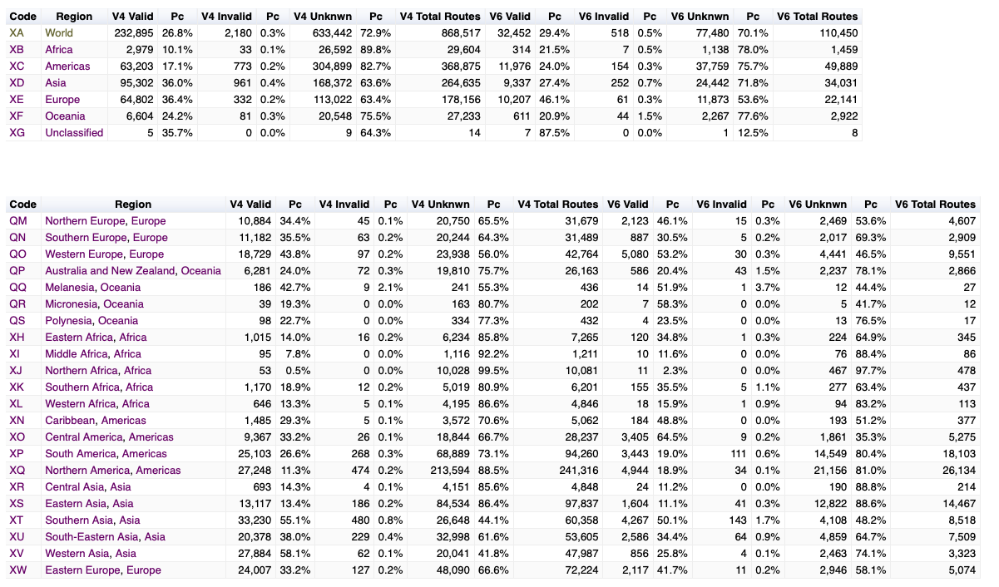 Code Region V4 Valid Pc V4 Invalid Pc V4 Unknwn Pc V4 Total Routes V6 Valid Pc V6 Invalid Pc V6 Unknwn Pc V6 Total Routes
XA World 232,895 26.8% 2,180 0.3% 633,442 72.9% 868,517 32,452 29.4% 518 0.5% 77,480 70.1% 110,450
XB Africa 2,979 10.1% 33 0.1% 26,592 89.8% 29,604 314 21.5% 7 0.5% 1,138 78.0% 1,459
XC Americas 63,203 17.1% 773 0.2% 304,899 82.7% 368,875 11,976 24.0% 154 0.3% 37,759 75.7% 49,889
XD Asia 95,302 36.0% 961 0.4% 168,372 63.6% 264,635 9,337 27.4% 252 0.7% 24,442 71.8% 34,031
XE Europe 64,802 36.4% 332 0.2% 113,022 63.4% 178,156 10,207 46.1% 61 0.3% 11,873 53.6% 22,141
XF Oceania 6,604 24.2% 81 0.3% 20,548 75.5% 27,233 611 20.9% 44 1.5% 2,267 77.6% 2,922
XG Unclassified 5 35.7% 0 0.0% 9 64.3% 14 7 87.5% 0 0.0% 1 12.5% 8
Code Region V4 Valid Pc V4 Invalid Pc V4 Unknwn Pc V4 Total Routes V6 Valid Pc V6 Invalid Pc V6 Unknwn Pc V6 Total Routes
QM Northern Europe, Europe 10,884 34.4% 45 0.1% 20,750 65.5% 31,679 2,123 46.1% 15 0.3% 2,469 53.6% 4,607
QN Southern Europe, Europe 11,182 35.5% 63 0.2% 20,244 64.3% 31,489 887 30.5% 5 0.2% 2,017 69.3% 2,909
QO Western Europe, Europe 18,729 43.8% 97 0.2% 23,938 56.0% 42,764 5,080 53.2% 30 0.3% 4,441 46.5% 9,551
QP Australia and New Zealand, Oceania 6,281 24.0% 72 0.3% 19,810 75.7% 26,163 586 20.4% 43 1.5% 2,237 78.1% 2,866
QQ Melanesia, Oceania 186 42.7% 9 2.1% 241 55.3% 436 14 51.9% 1 3.7% 12 44.4% 27
QR Micronesia, Oceania 39 19.3% 0 0.0% 163 80.7% 202 7 58.3% 0 0.0% 5 41.7% 12
QS Polynesia, Oceania 98 22.7% 0 0.0% 334 77.3% 432 4 23.5% 0 0.0% 13 76.5% 17
XH Eastern Africa, Africa 1,015 14.0% 16 0.2% 6,234 85.8% 7,265 120 34.8% 1 0.3% 224 64.9% 345
XI Middle Africa, Africa 95 7.8% 0 0.0% 1,116 92.2% 1,211 10 11.6% 0 0.0% 76 88.4% 86
XJ Northern Africa, Africa 53 0.5% 0 0.0% 10,028 99.5% 10,081 11 2.3% 0 0.0% 467 97.7% 478
XK Southern Africa, Africa 1,170 18.9% 12 0.2% 5,019 80.9% 6,201 155 35.5% 5 1.1% 277 63.4% 437
XL Western Africa, Africa 646 13.3% 5 0.1% 4,195 86.6% 4,846 18 15.9% 1 0.9% 94 83.2% 113
XN Caribbean, Americas 1,485 29.3% 5 0.1% 3,572 70.6% 5,062 184 48.8% 0 0.0% 193 51.2% 377
XO Central America, Americas 9,367 33.2% 26 0.1% 18,844 66.7% 28,237 3,405 64.5% 9 0.2% 1,861 35.3% 5,275
XP South America, Americas 25,103 26.6% 268 0.3% 68,889 73.1% 94,260 3,443 19.0% 111 0.6% 14,549 80.4% 18,103
XQ Northern America, Americas 27,248 11.3% 474 0.2% 213,594 88.5% 241,316 4,944 18.9% 34 0.1% 21,156 81.0% 26,134
XR Central Asia, Asia 693 14.3% 4 0.1% 4,151 85.6% 4,848 24 11.2% 0 0.0% 190 88.8% 214
XS Eastern Asia, Asia 13,117 13.4% 186 0.2% 84,534 86.4% 97,837 1,604 11.1% 41 0.3% 12,822 88.6% 14,467
XT Southern Asia, Asia 33,230 55.1% 480 0.8% 26,648 44.1% 60,358 4,267 50.1% 143 1.7% 4,108 48.2% 8,518
XU South-Eastern Asia, Asia 20,378 38.0% 229 0.4% 32,998 61.6% 53,605 2,586 34.4% 64 0.9% 4,859 64.7% 7,509
XV Western Asia, Asia 27,884 58.1% 62 0.1% 20,041 41.8% 47,987 856 25.8% 4 0.1% 2,463 74.1% 3,323
XW Eastern Europe, Europe 24,007 33.2% 127 0.2% 48,090 66.6% 72,224 2,117 41.7% 11 0.2% 2,946 58.1% 5,074